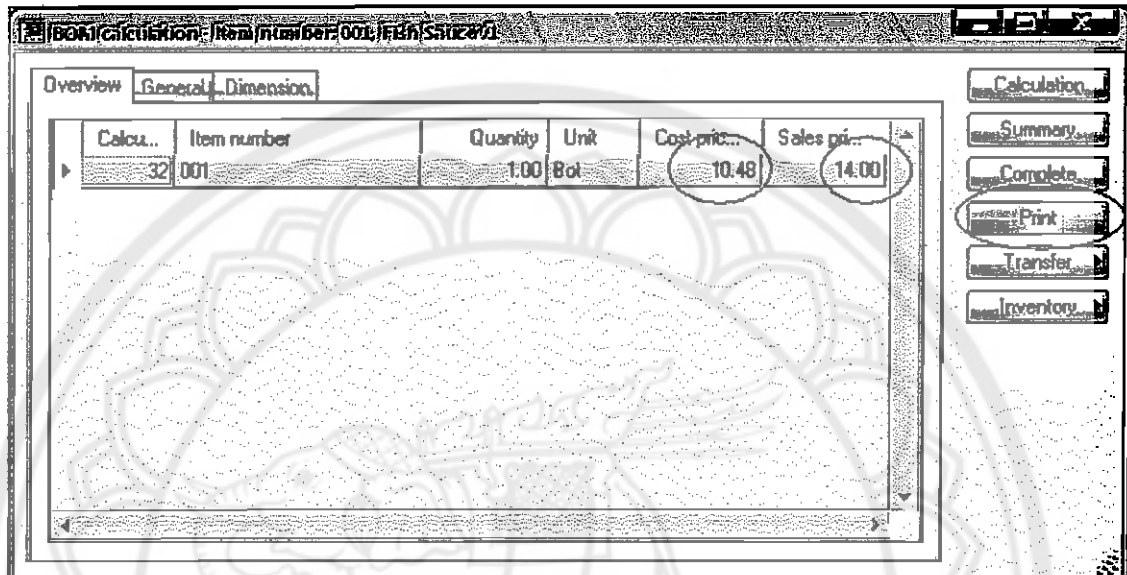 BOM calculation - Item number: 001, Fish Sauce
Overview General Dimension
Calculation
Calcu... Item number Quantity Unit Cost pric... Sales pri...
Summary
32 001 1.00 Bot 10.48 14.00
Complete
Print
Transfer
Inventory